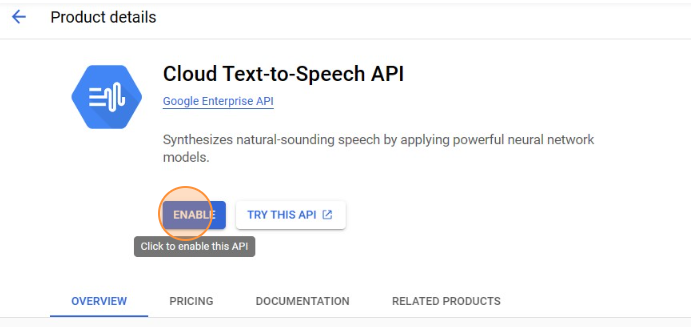 Product details
Cloud Text-to-Speech API
Google Enterprise API
Synthesizes natural-sounding speech by applying powerful neural network
models.
ENABLE
TRY THIS API
Click to enable this API
OVERVIEW
PRICING
DOCUMENTATION
RELATED PRODUCTS